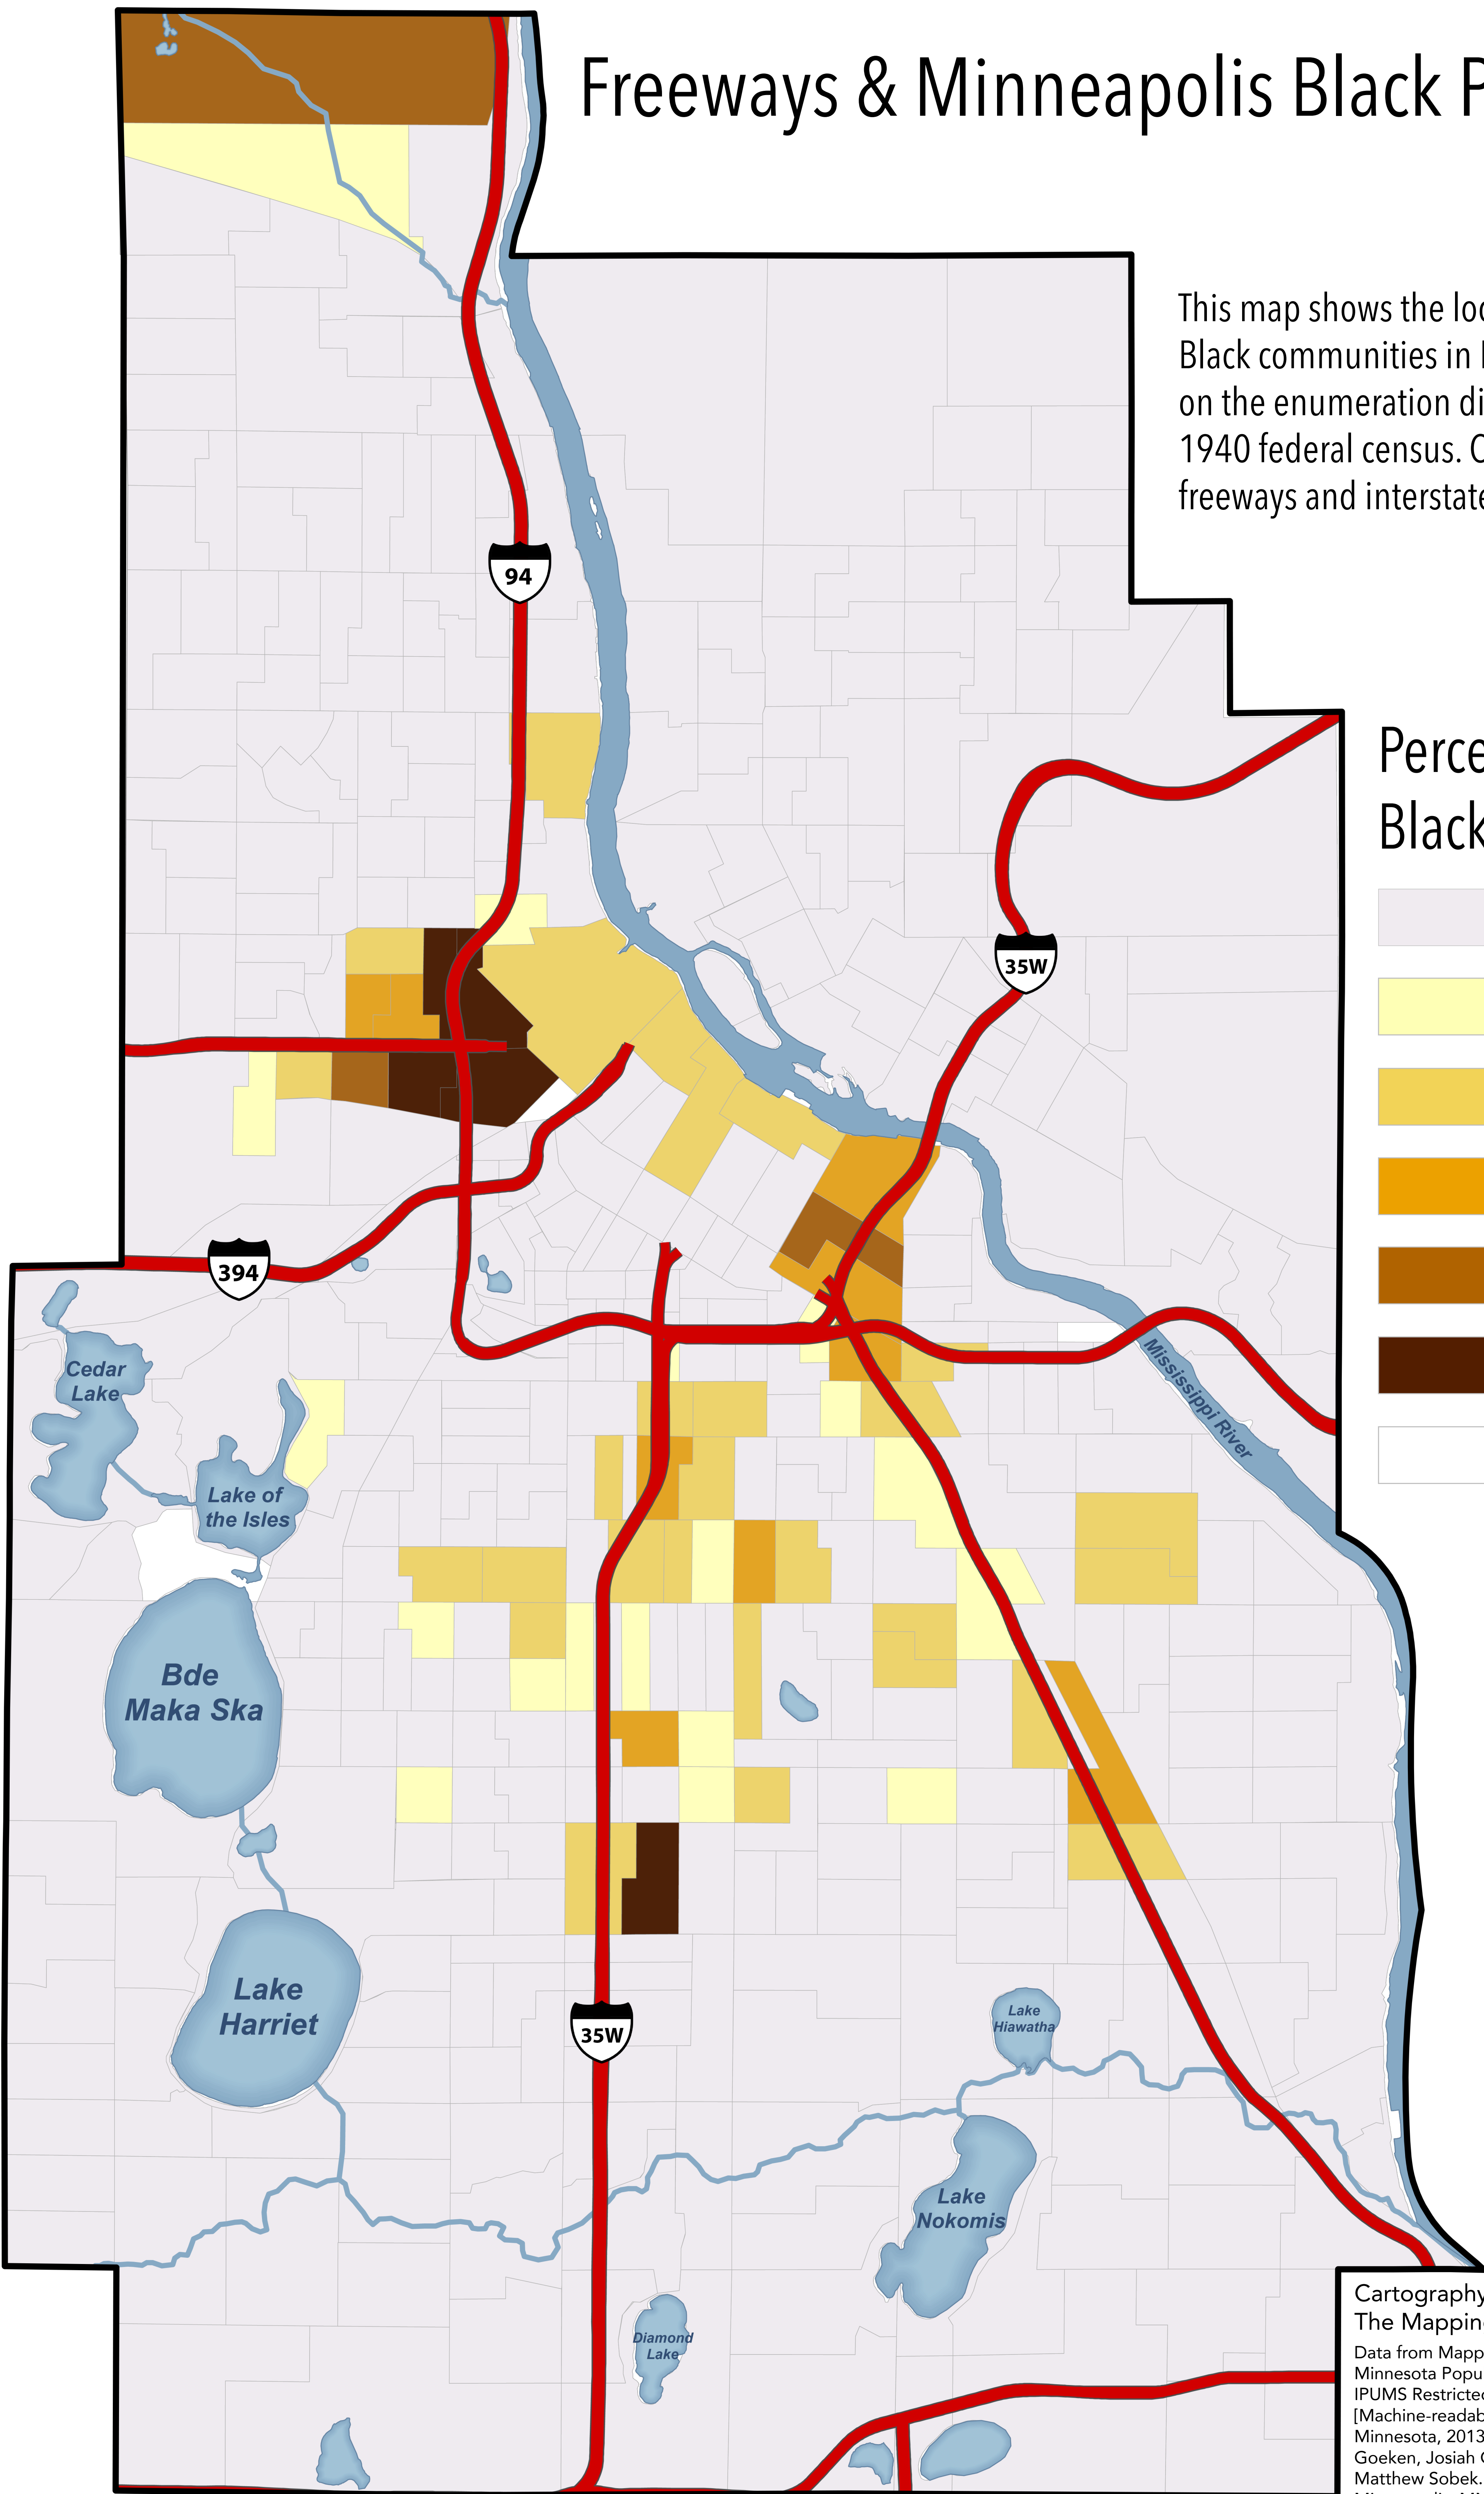 Freeways & Minneapolis Black P
This map shows the loc
Black communities in
on the enumeration di
1940 federal census. C
freeways and interstate
94
Perce
Black
35W
394
Cedar
Lake
Mississippi River
Lake of
the Isles
Bde
Maka Ska
Lake
Harriet
Lake
Hiawatha
35W
Lake
Nokomis
Diamond
Lake
Cartography
The Mapping
Data from Mapp
Minnesota Popu
IPUMS Restricted
[Machine-readab
Minnesota, 2013
Goeken, Josiah
Matthew Sobek.